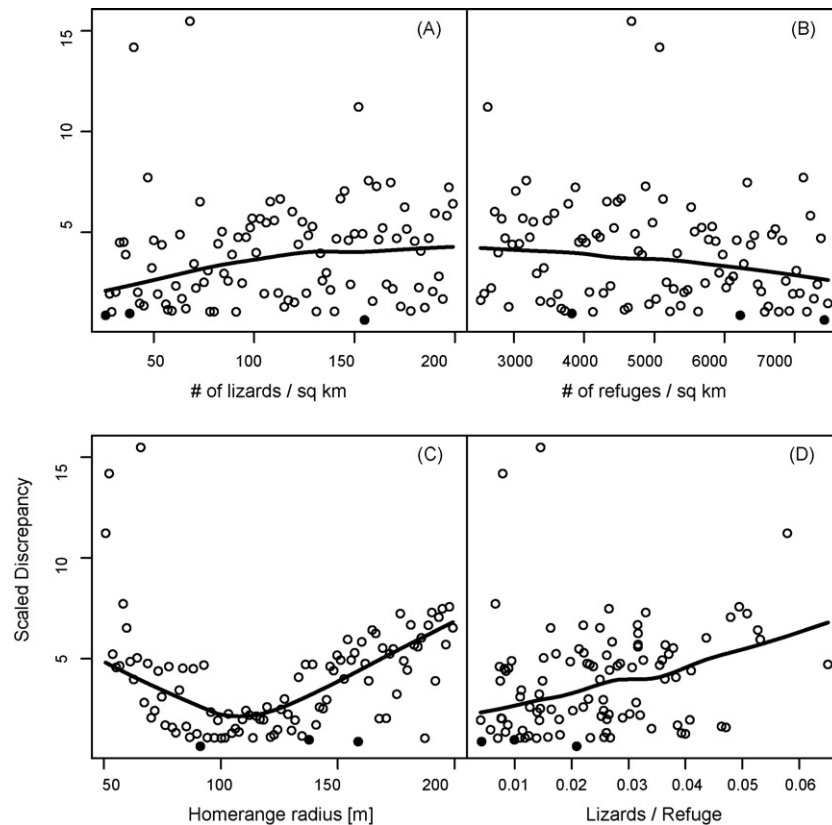 (A)
(B)
15
10
5
50 100 150 200
3000 4000 5000 6000 7000
# of lizards / sq km
# of refuges / sq km
Scaled Discrepancy
(C)
(D)
15
10
5
50 100 150 200
0.01 0.02 0.03 0.04 0.05 0.06
Homerange radius [m]
Lizards / Refuge